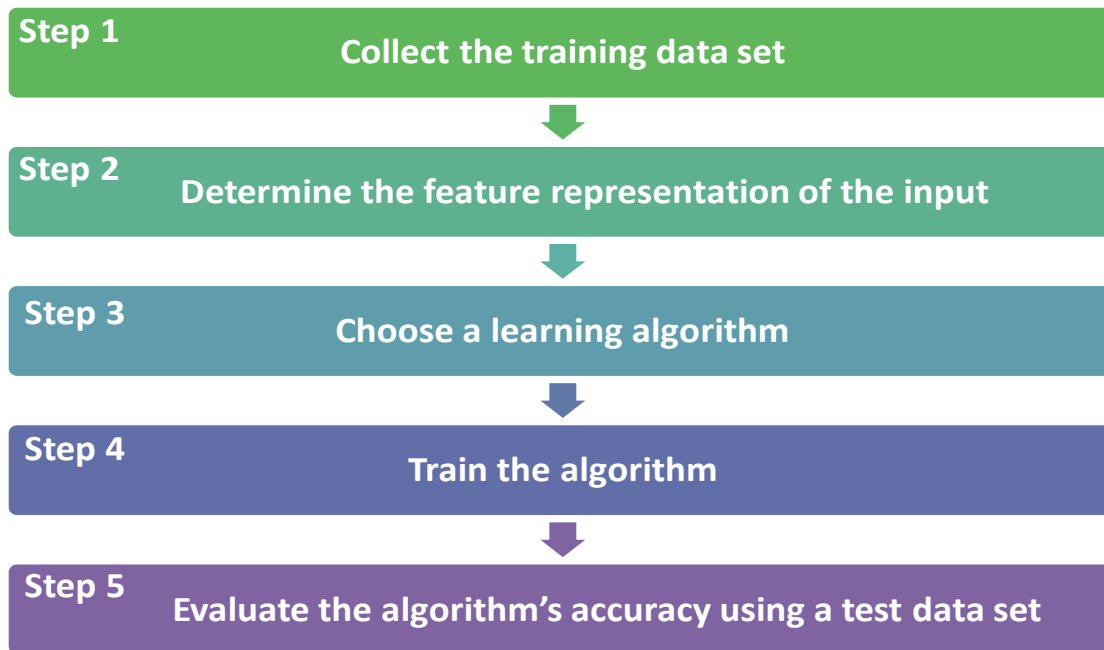 Step 1
Collect the training data set
Step 2
Determine the feature representation of the input
Step 3
Choose a learning algorithm
Step 4
Train the algorithm
Step 5
Evaluate the algorithm’s accuracy using a test data set